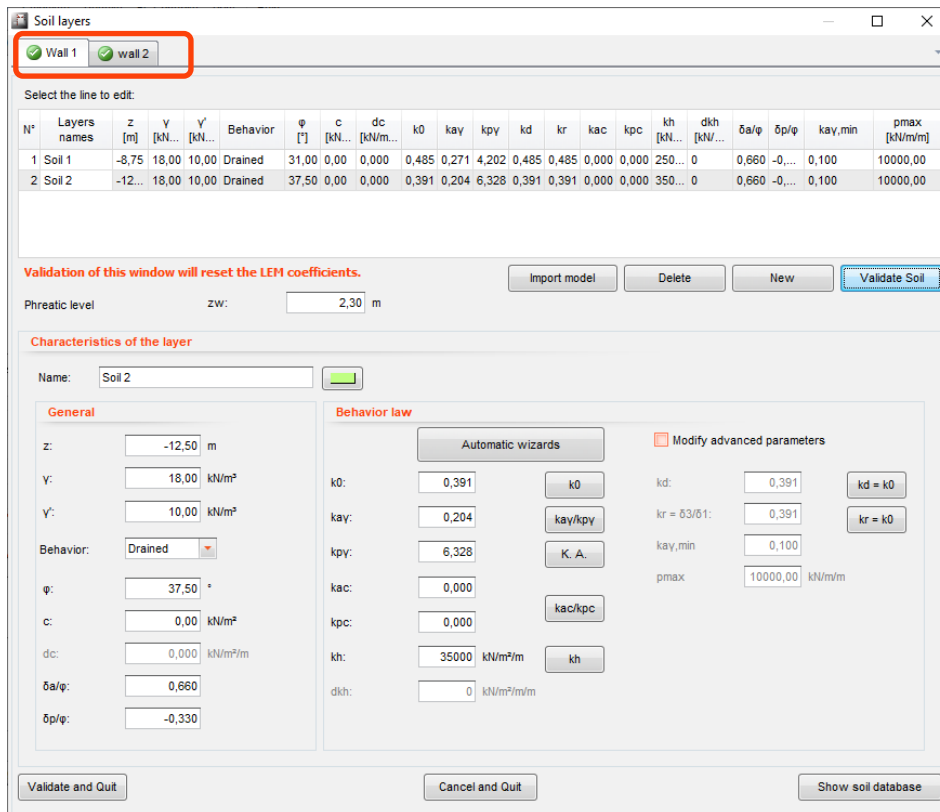 Soil layers
Wall 1 wall 2
Select the line to edit:
N° Layers names z [m] γ [kN... γ' [kN... Behavior φ [°] c [kN... dc [kN/m... k0 kaγ kpγ kd kr kac kpc kh [kN... dkh [kN/... δa/φ δp/φ kaγ,min pmax [kN/m/m]
1 Soil 1 -8,75 18,00 10,00 Drained 31,00 0,00 0,000 0,485 0,271 4,202 0,485 0,485 0,000 0,000 250... 0 0,660 -0,... 0,100 10000,00
2 Soil 2 -12... 18,00 10,00 Drained 37,50 0,00 0,000 0,391 0,204 6,328 0,391 0,391 0,000 0,000 350... 0 0,660 -0,... 0,100 10000,00
Validation of this window will reset the LEM coefficients.
Import model Delete New Validate Soil
Phreatic level zw: 2,30 m
Characteristics of the layer
Name: Soil 2
General
z: -12,50 m
γ: 18,00 kN/m³
γ': 10,00 kN/m³
Behavior: Drained
φ: 37,50 °
c: 0,00 kN/m²
dc: 0,000 kN/m²/m
δa/φ: 0,660
δp/φ: -0,330
Behavior law
Automatic wizards
k0: 0,391 k0
kaγ: 0,204 kaγ/kpγ
kpγ: 6,328 K. A.
kac: 0,000
kac/kpc
kpc: 0,000
kh: 35000 kN/m²/m kh
dkh: 0 kN/m²/m/m
Modify advanced parameters
kd: 0,391 kd = k0
kr = δ3/δ1: 0,391 kr = k0
kaγ,min 0,100
pmax 10000,00 kN/m/m
Validate and Quit Cancel and Quit Show soil database